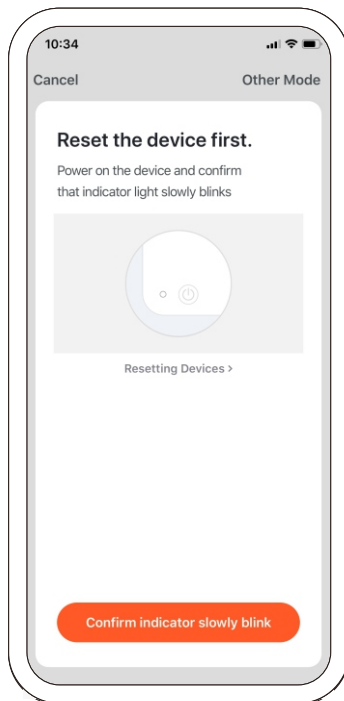 10:34
Cancel
Other Mode
Reset the device first.
Power on the device and confirm
that indicator light slowly blinks
Resetting Devices >
Confirm indicator slowly blink